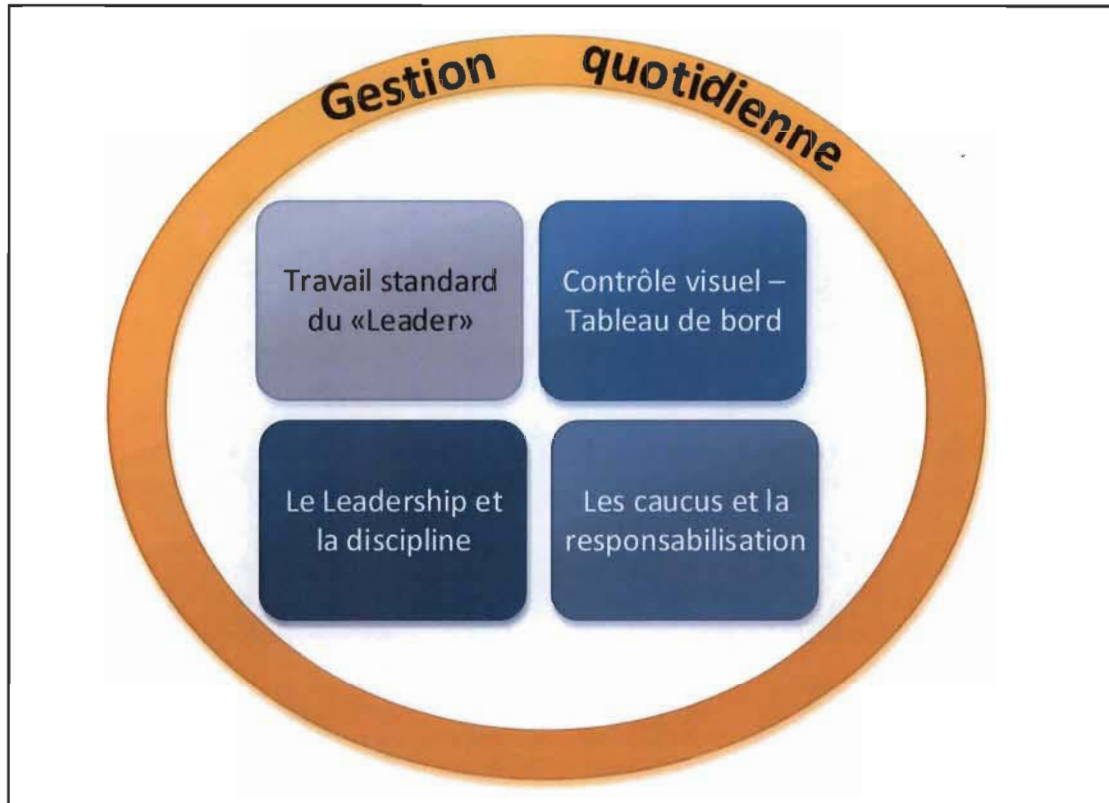 Gestion quotidienne
Travail standard
du «Leader»
Contrôle visuel –
Tableau de bord
Le Leadership et
la discipline
Les caucus et la
responsabilisation